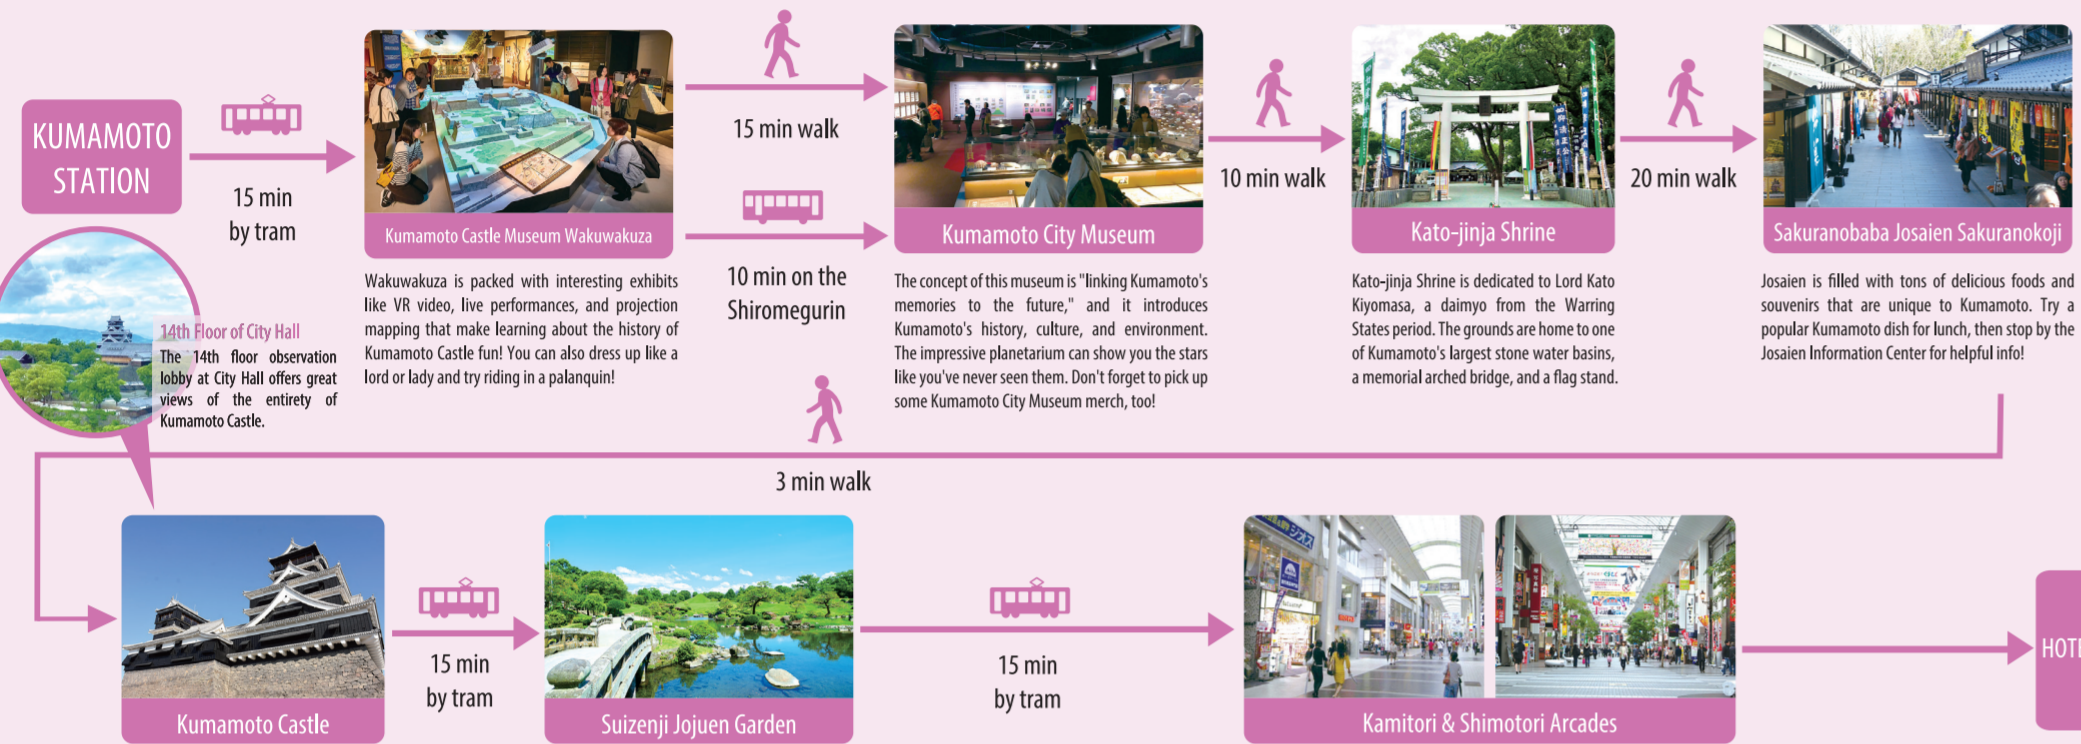 KUMAMOTO
STATION
15 min
by tram
Kumamoto Castle Museum Wakuwakuza
Wakuwakuza is packed with interesting exhibits
like VR video, live performances, and projection
mapping that make learning about the history of
Kumamoto Castle fun! You can also dress up like a
lord or lady and try riding in a palanquin!
15 min walk
10 min on the
Shiromegurin
Kumamoto City Museum
The concept of this museum is "linking Kumamoto's
memories to the future," and it introduces
Kumamoto's history, culture, and environment.
The impressive planetarium can show you the stars
like you've never seen them. Don't forget to pick up
some Kumamoto City Museum merch, too!
10 min walk
Kato-jinja Shrine
Kato-jinja Shrine is dedicated to Lord Kato
Kiyomasa, a daimyo from the Warring
States period. The grounds are home to one
of Kumamoto's largest stone water basins,
a memorial arched bridge, and a flag stand.
20 min walk
Sakuranobaba Josaien Sakuranokoji
Josaien is filled with tons of delicious foods and
souvenirs that are unique to Kumamoto. Try a
popular Kumamoto dish for lunch, then stop by the
Josaien Information Center for helpful info!
14th Floor of City Hall
The 14th floor observation
lobby at City Hall offers great
views of the entirety of
Kumamoto Castle.
3 min walk
Kumamoto Castle
15 min
by tram
Suizenji Jojuen Garden
15 min
by tram
Kamitori & Shimotori Arcades
HOTE